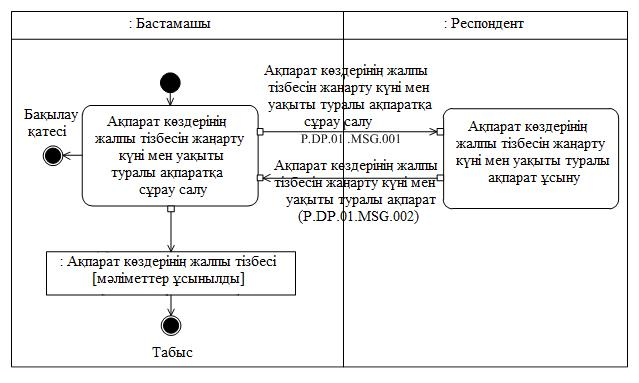 : Бастамашы
: Респондент
Ақпарат көздерінің жалпы
тізбесін жаңарту күні мен
уақыты туралы ақпаратқа
сұрау салу
P.DP.01 .MSG.001
Бақылау
қатесі
Ақпарат көздерінің
жалпы тізбесін жаңарту
күні мен уақыты
туралы ақпаратқа
сұрау салу
Ақпарат көздерінің жалпы
тізбесін жаңарту күні мен
уақыты туралы ақпарат
(P.DP.01.MSG.002)
Ақпарат көздерінің жалпы
тізбесін жаңарту
күні мен уақыты туралы
ақпарат ұсыну
: Ақпарат көздерінің жалпы тізбесі
[мәліметтер ұсынылды]
Табыс